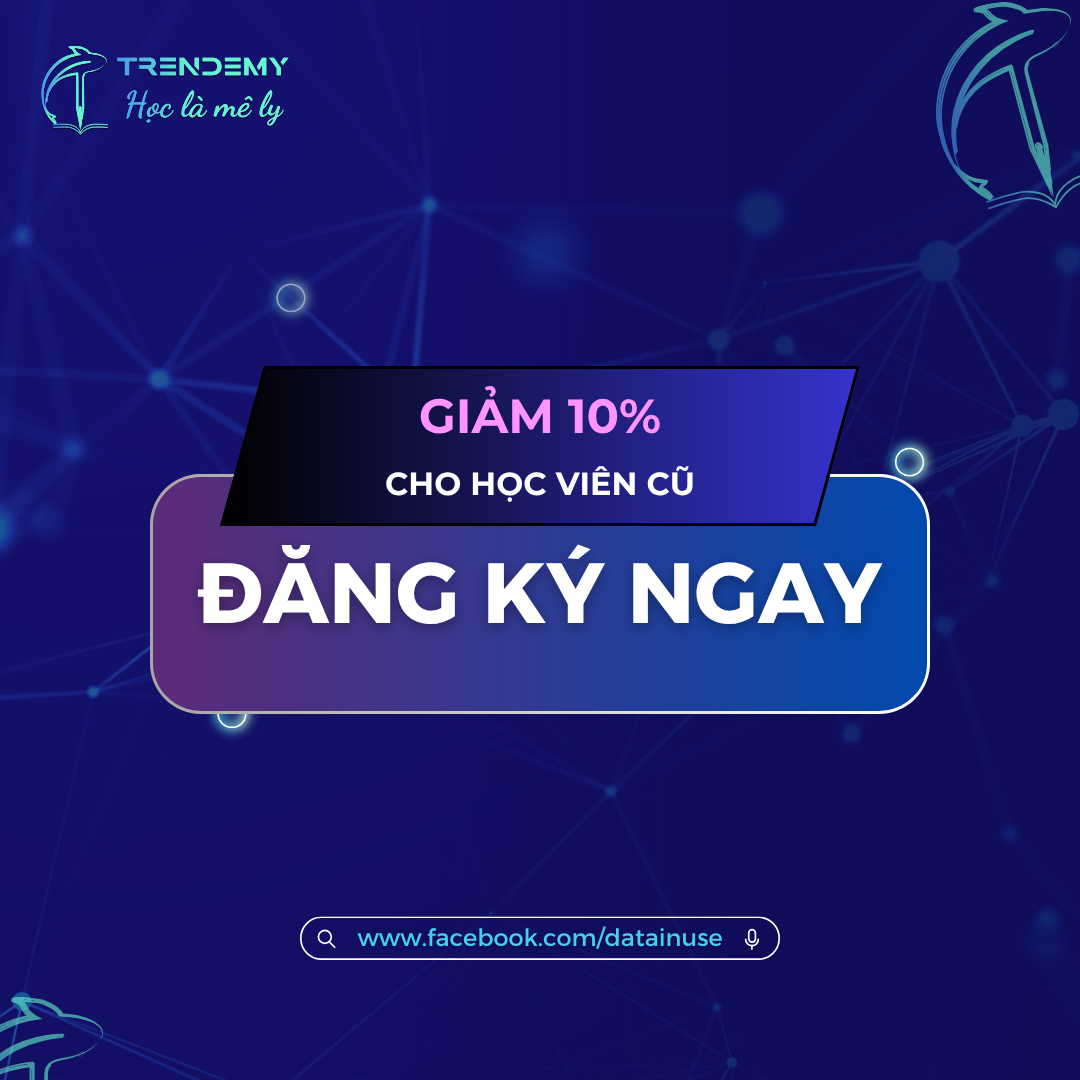 TRENDEMY
Học là mê ly
GIẢM 10%
CHO HỌC VIÊN CŨ
ĐĂNG KÝ NGAY
www.facebook.com/datainuse